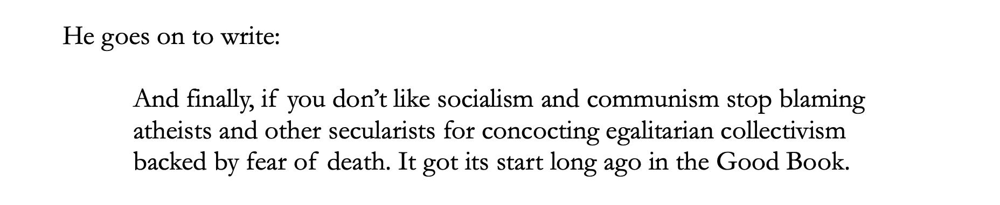 He goes on to write:
And finally, if you don’t like socialism and communism stop blaming
atheists and other secularists for concocting egalitarian collectivism
backed by fear of death. It got its start long ago in the Good Book.